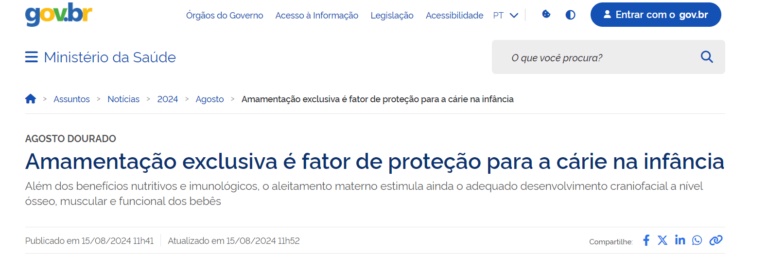 gov.br
Órgãos do Governo Acesso à Informação Legislação Acessibilidade PT Entrar com o gov.br
Ministério da Saúde O que você procura?
> Assuntos > Notícias > 2024 > Agosto > Amamentação exclusiva é fator de proteção para a cárie na infância
AGOSTO DOURADO
Amamentação exclusiva é fator de proteção para a cárie na infância
Além dos benefícios nutritivos e imunológicos, o aleitamento materno estimula ainda o adequado desenvolvimento craniofacial a nível
ósseo, muscular e funcional dos bebês
Publicado em 15/08/2024 11h41 Atualizado em 15/08/2024 11h52 Compartilhe: